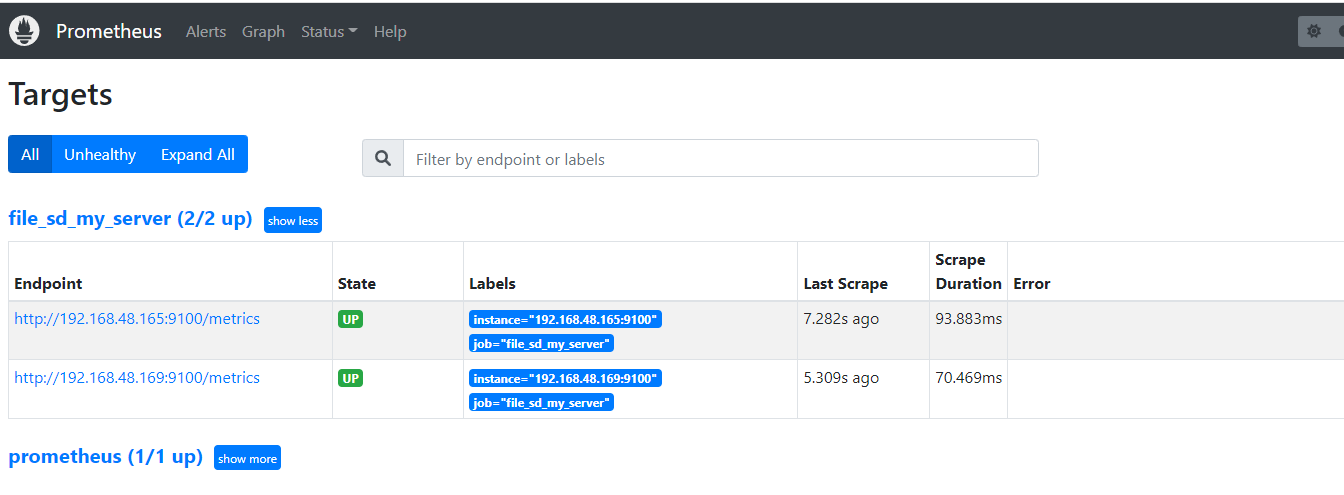 Prometheus Alerts Graph Status Help
Targets
All Unhealthy Expand All
Filter by endpoint or labels
file_sd_my_server (2/2 up) show less
Endpoint State Labels Last Scrape Scrape Duration Error
http://192.168.48.165:9100/metrics UP instance="192.168.48.165:9100" 7.282s ago 93.883ms
job="file_sd_my_server"
http://192.168.48.169:9100/metrics UP instance="192.168.48.169:9100" 5.309s ago 70.469ms
job="file_sd_my_server"
prometheus (1/1 up) show more